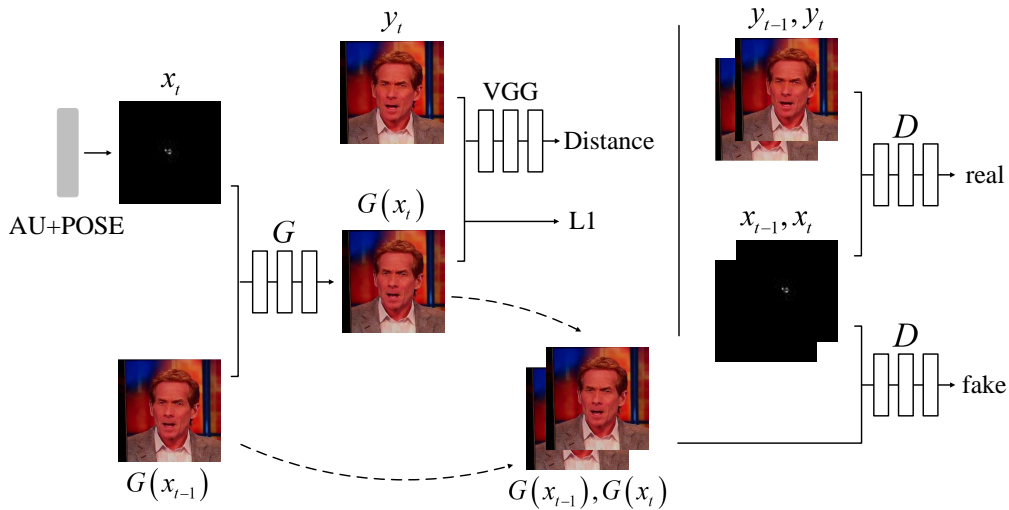 y_t
y_{t-1}, y_t
x_t
VGG
D
Distance
real
G(x_t)
AU+POSE
L1
x_{t-1}, x_t
G
D
fake
G(x_{t-1})
G(x_{t-1}), G(x_t)